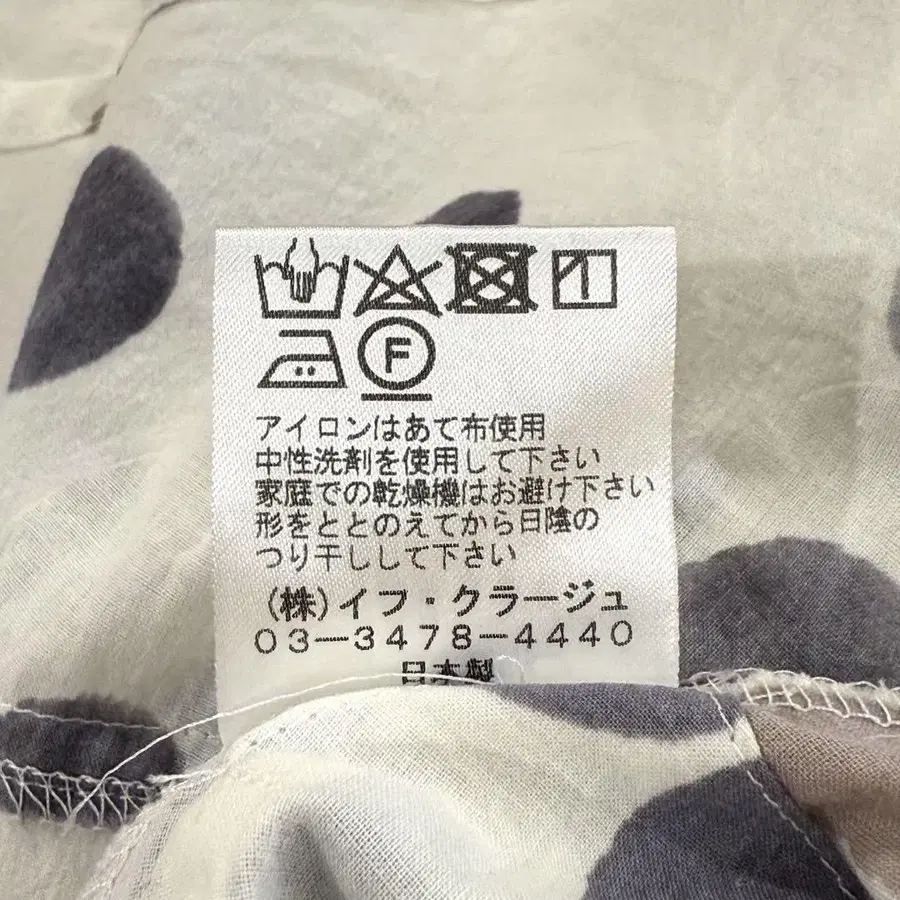 F
アイロンはあて布使用
中性洗剤を使用して下さい
家庭での乾燥機はお避け下さい
形をととのえてから日陰の
つり干しして下さい
(株)イフ・クラージュ
03-3478-4440
日本製